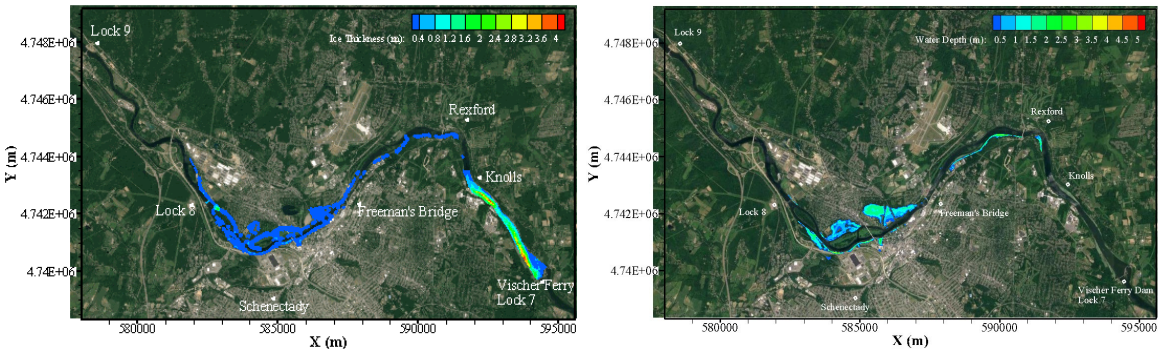 Ice Thickness (m): 0.4 0.8 1.2 1.6 2 2.4 2.8 3.2 3.6 4
Lock 9
Rexford
Knolls
Lock 8
Freeman's Bridge
Vischer Ferry
Lock 7
Schenectady
4.748E+06
4.746E+06
4.744E+06
4.742E+06
4.74E+06
Y (m)
580000 585000 590000 595000
X (m)
Water Depth (m): 0.5 1 1.5 2 2.5 3 3.5 4 4.5 5
Lock 9
Rexford
Knolls
Lock 8
Freeman's Bridge
Vischer Ferry Dam
Lock 7
Schenectady
4.748E+06
4.746E+06
4.744E+06
4.742E+06
4.74E+06
Y (m)
580000 585000 590000 595000
X (m)